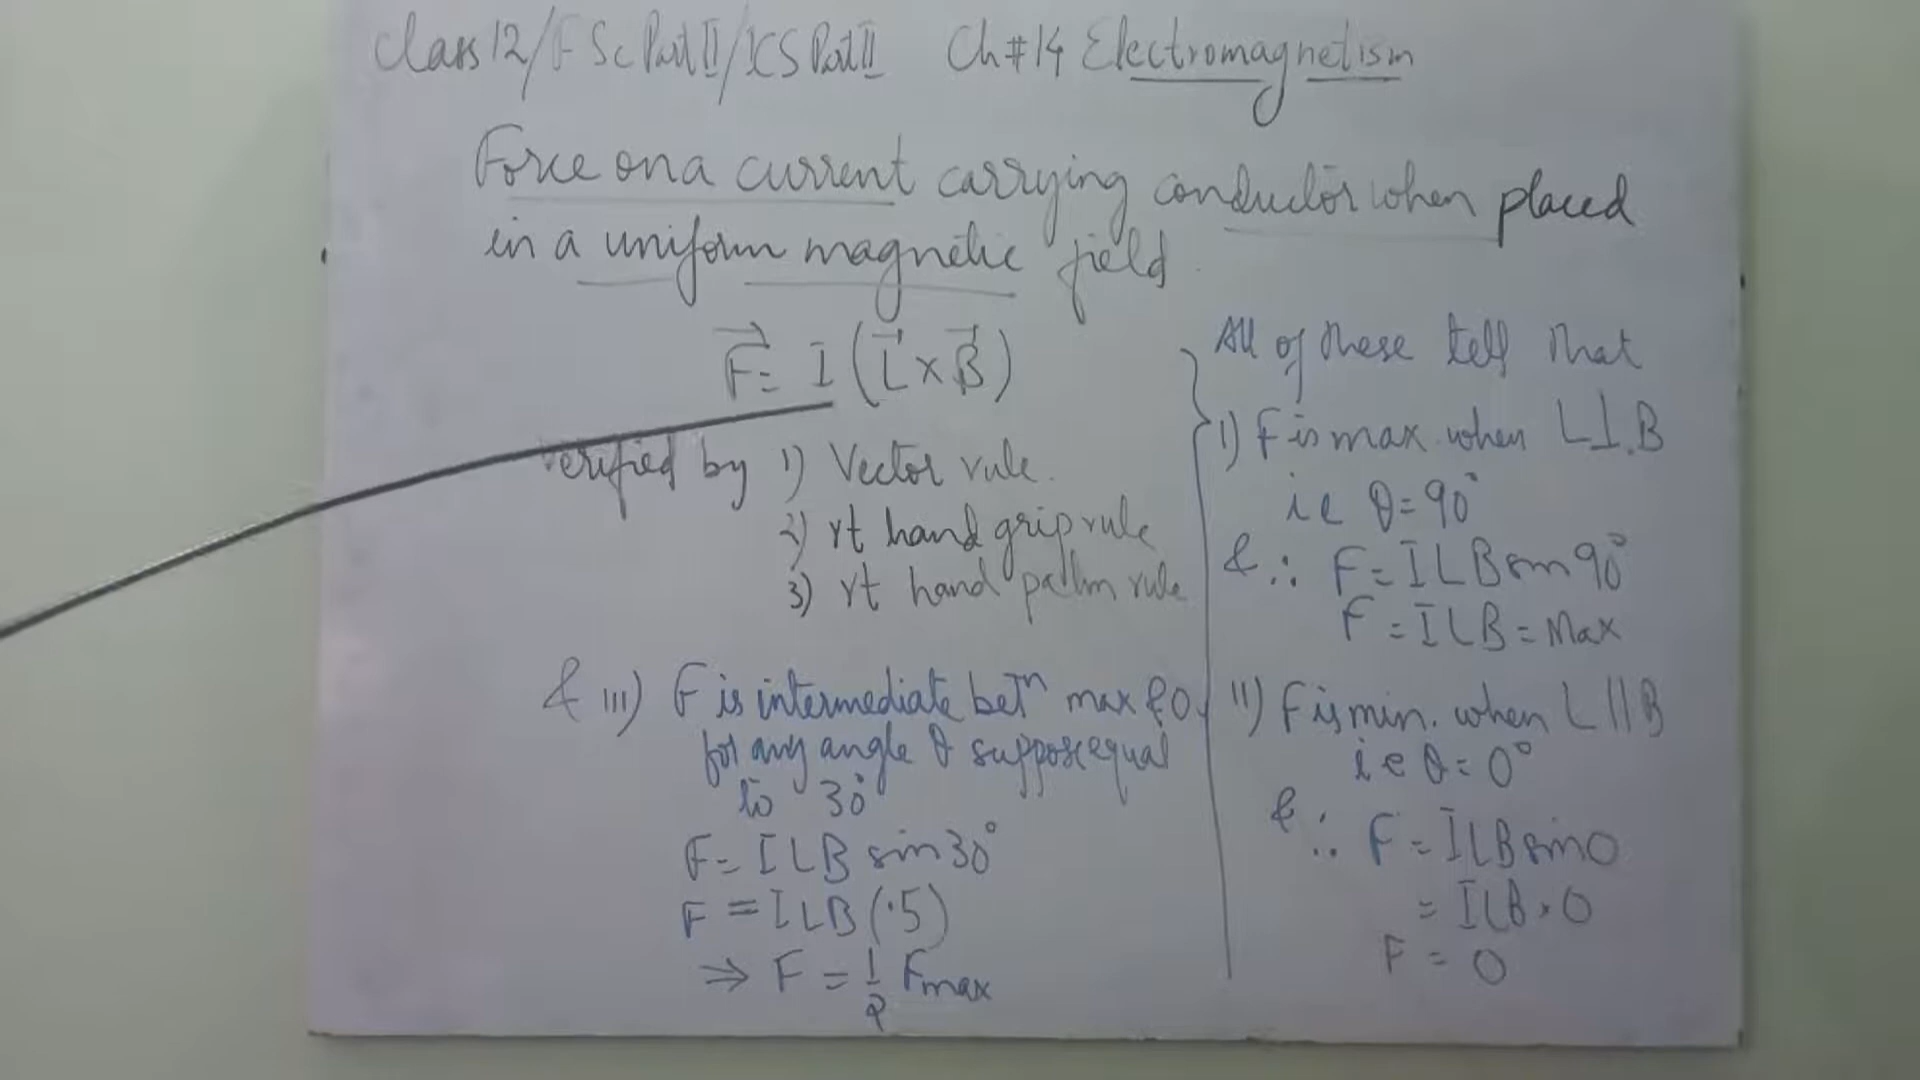 Class 12/F Sc Part II/ICS Part II Ch # 14 Electromagnetism
Force on a current carrying conductor when placed
in a uniform magnetic field.
F⃗ = I (L⃗ × B⃗)
verified by 1) Vector rule.
2) rt hand grip rule
3) rt hand palm rule
& III) F is intermediate betⁿ max & 0
for any angle θ suppose equal
to 30°
F = ILB sin 30°
F = ILB (.5)
⇒ F = 1/2 Fmax
All of these tell that
I) F is max. when L⊥B
i e θ = 90°
& ∴ F = ILB sin 90°
F = ILB = Max
II) F is min. when L || B
i e θ = 0°
& ∴ F = ILB sin 0
= ILB × 0
F = 0